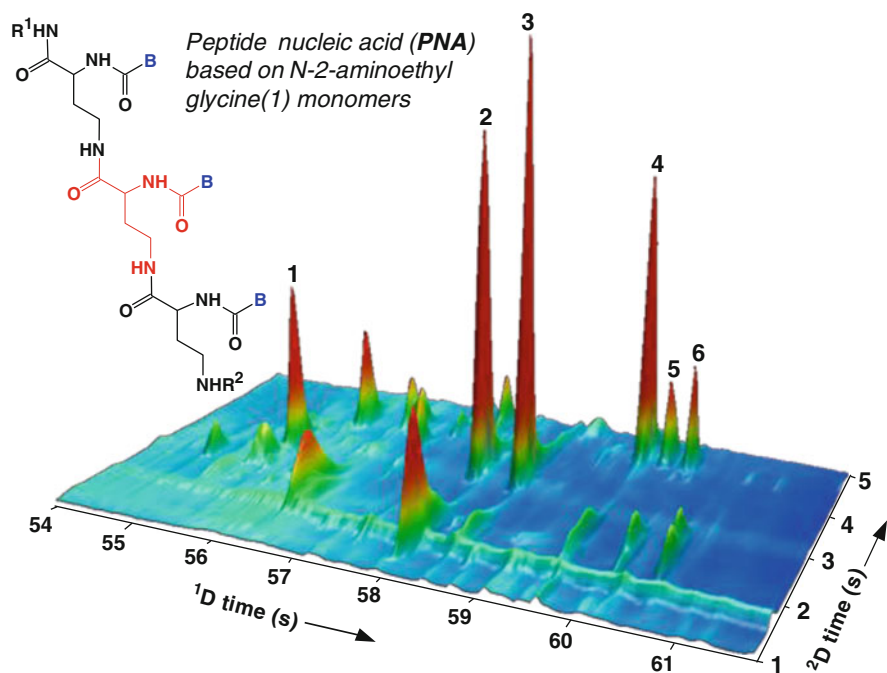 R¹HN
O
NH
B
O
Peptide nucleic acid (PNA)
based on N-2-aminoethyl
glycine(1) monomers
HN
O
NH
B
O
HN
O
NH
B
O
NHR²
1
2
3
4
5
6
54
55
56
57
58
59
60
61
¹D time (s)
1
2
3
4
5
²D time (s)